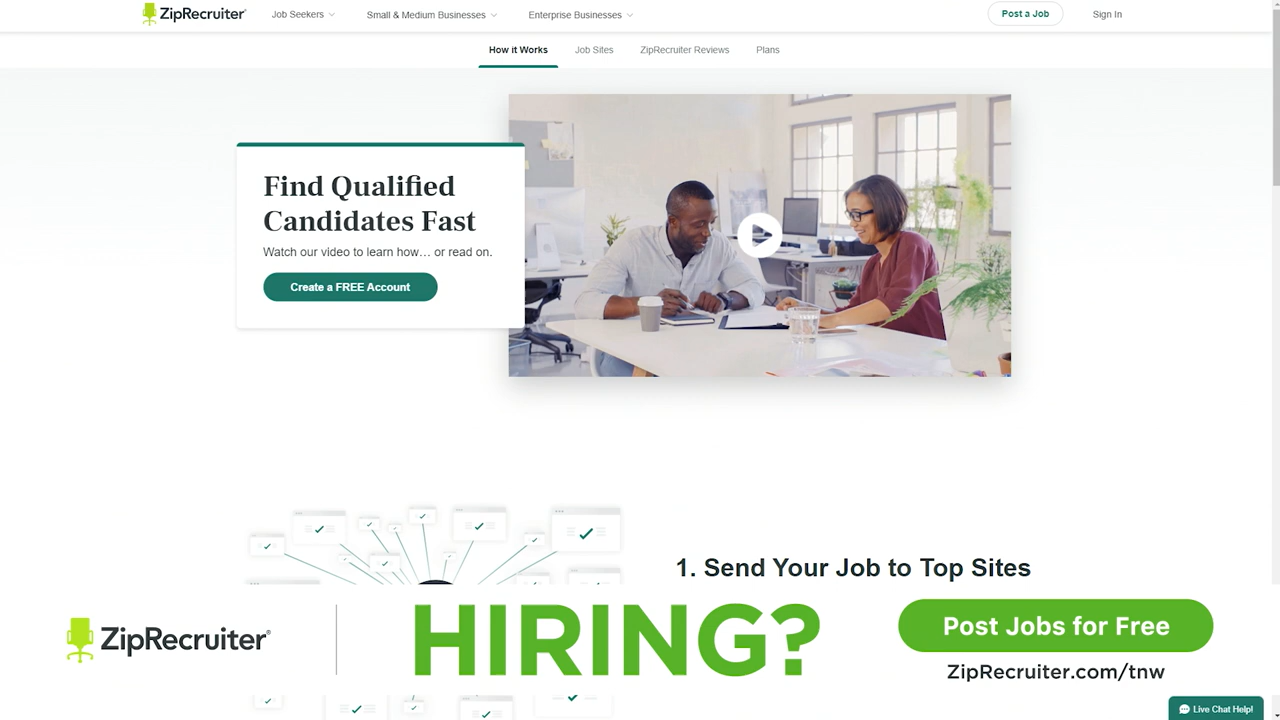 ZipRecruiter
Job Seekers
Small & Medium Businesses
Enterprise Businesses
Post a Job
Sign In
How it Works
Job Sites
ZipRecruiter Reviews
Plans
Find Qualified
Candidates Fast
Watch our video to learn how… or read on.
Create a FREE Account
1. Send Your Job to Top Sites
ZipRecruiter®
HIRING?
Post Jobs for Free
ZipRecruiter.com/tnw
Live Chat Help!